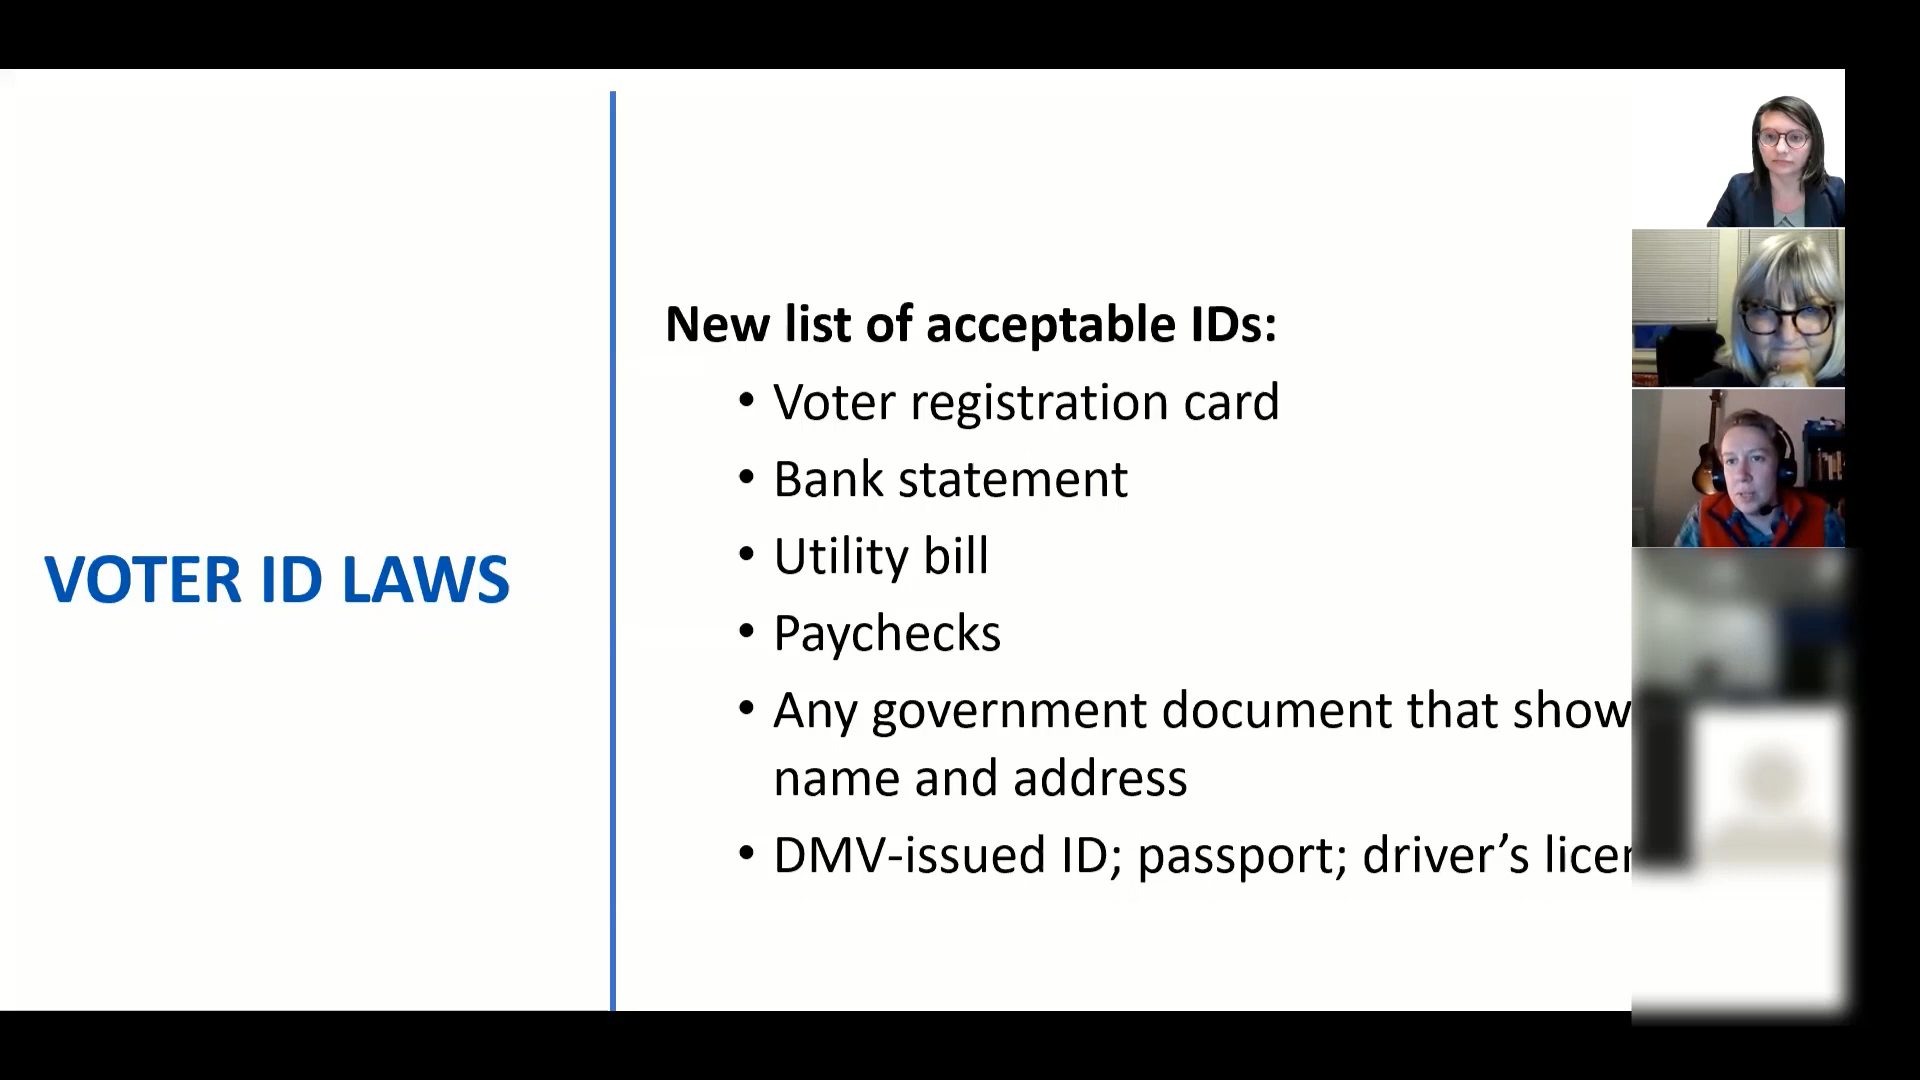 VOTER ID LAWS
New list of acceptable IDs:
• Voter registration card
• Bank statement
• Utility bill
• Paychecks
• Any government document that show
name and address
• DMV-issued ID; passport; driver’s